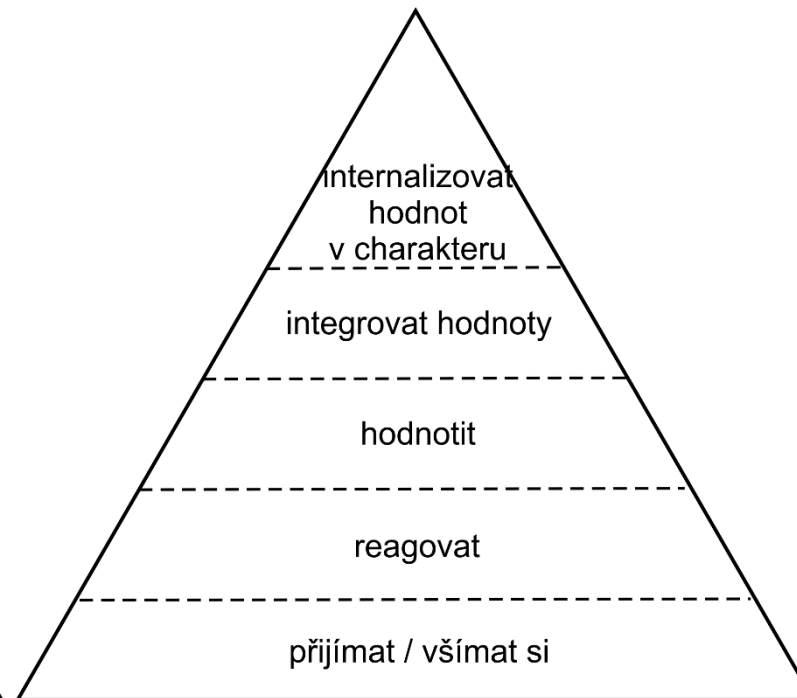 internalizovat
hodnot
v charakteru
integrovat hodnoty
hodnotit
reagovat
přijímat / všímat si